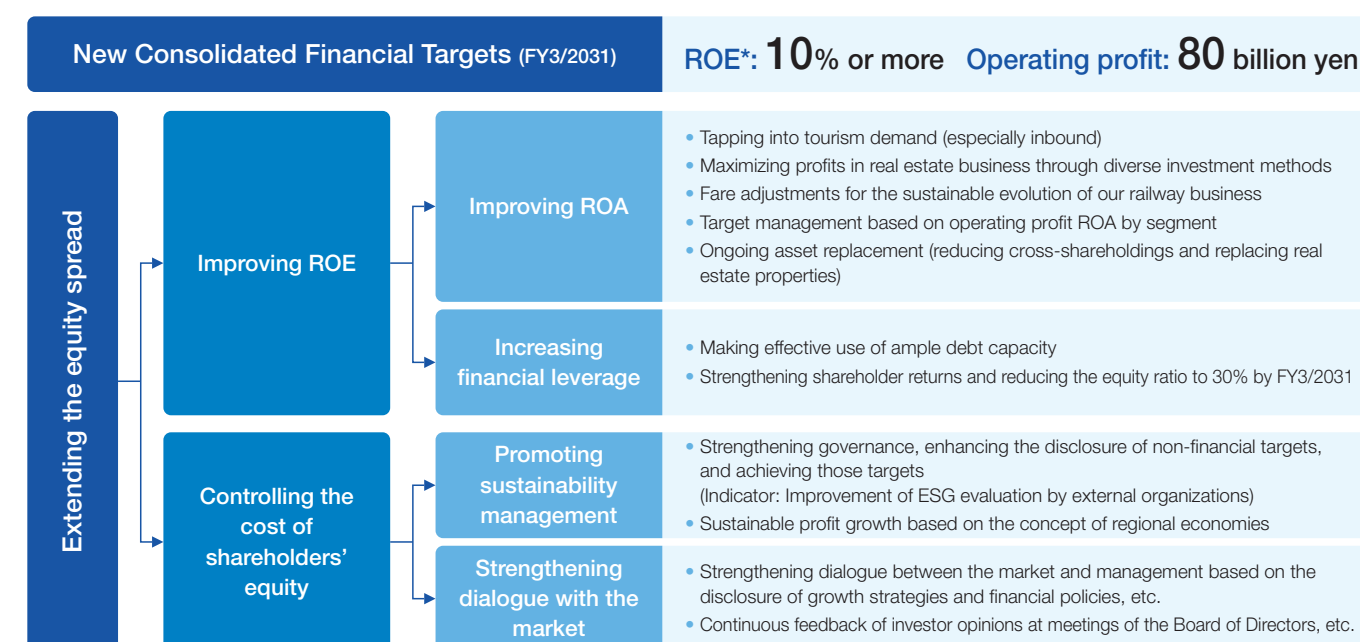 New Consolidated Financial Targets (FY3/2031)
ROE*: 10% or more Operating profit: 80 billion yen
Extending the equity spread
Improving ROE
Improving ROA
• Tapping into tourism demand (especially inbound)
• Maximizing profits in real estate business through diverse investment methods
• Fare adjustments for the sustainable evolution of our railway business
• Target management based on operating profit ROA by segment
• Ongoing asset replacement (reducing cross-shareholdings and replacing real
estate properties)
Increasing
financial leverage
• Making effective use of ample debt capacity
• Strengthening shareholder returns and reducing the equity ratio to 30% by FY3/2031
Controlling the
cost of
shareholders’
equity
Promoting
sustainability
management
• Strengthening governance, enhancing the disclosure of non-financial targets,
and achieving those targets
(Indicator: Improvement of ESG evaluation by external organizations)
• Sustainable profit growth based on the concept of regional economies
Strengthening
dialogue with the
market
• Strengthening dialogue between the market and management based on the
disclosure of growth strategies and financial policies, etc.
• Continuous feedback of investor opinions at meetings of the Board of Directors, etc.